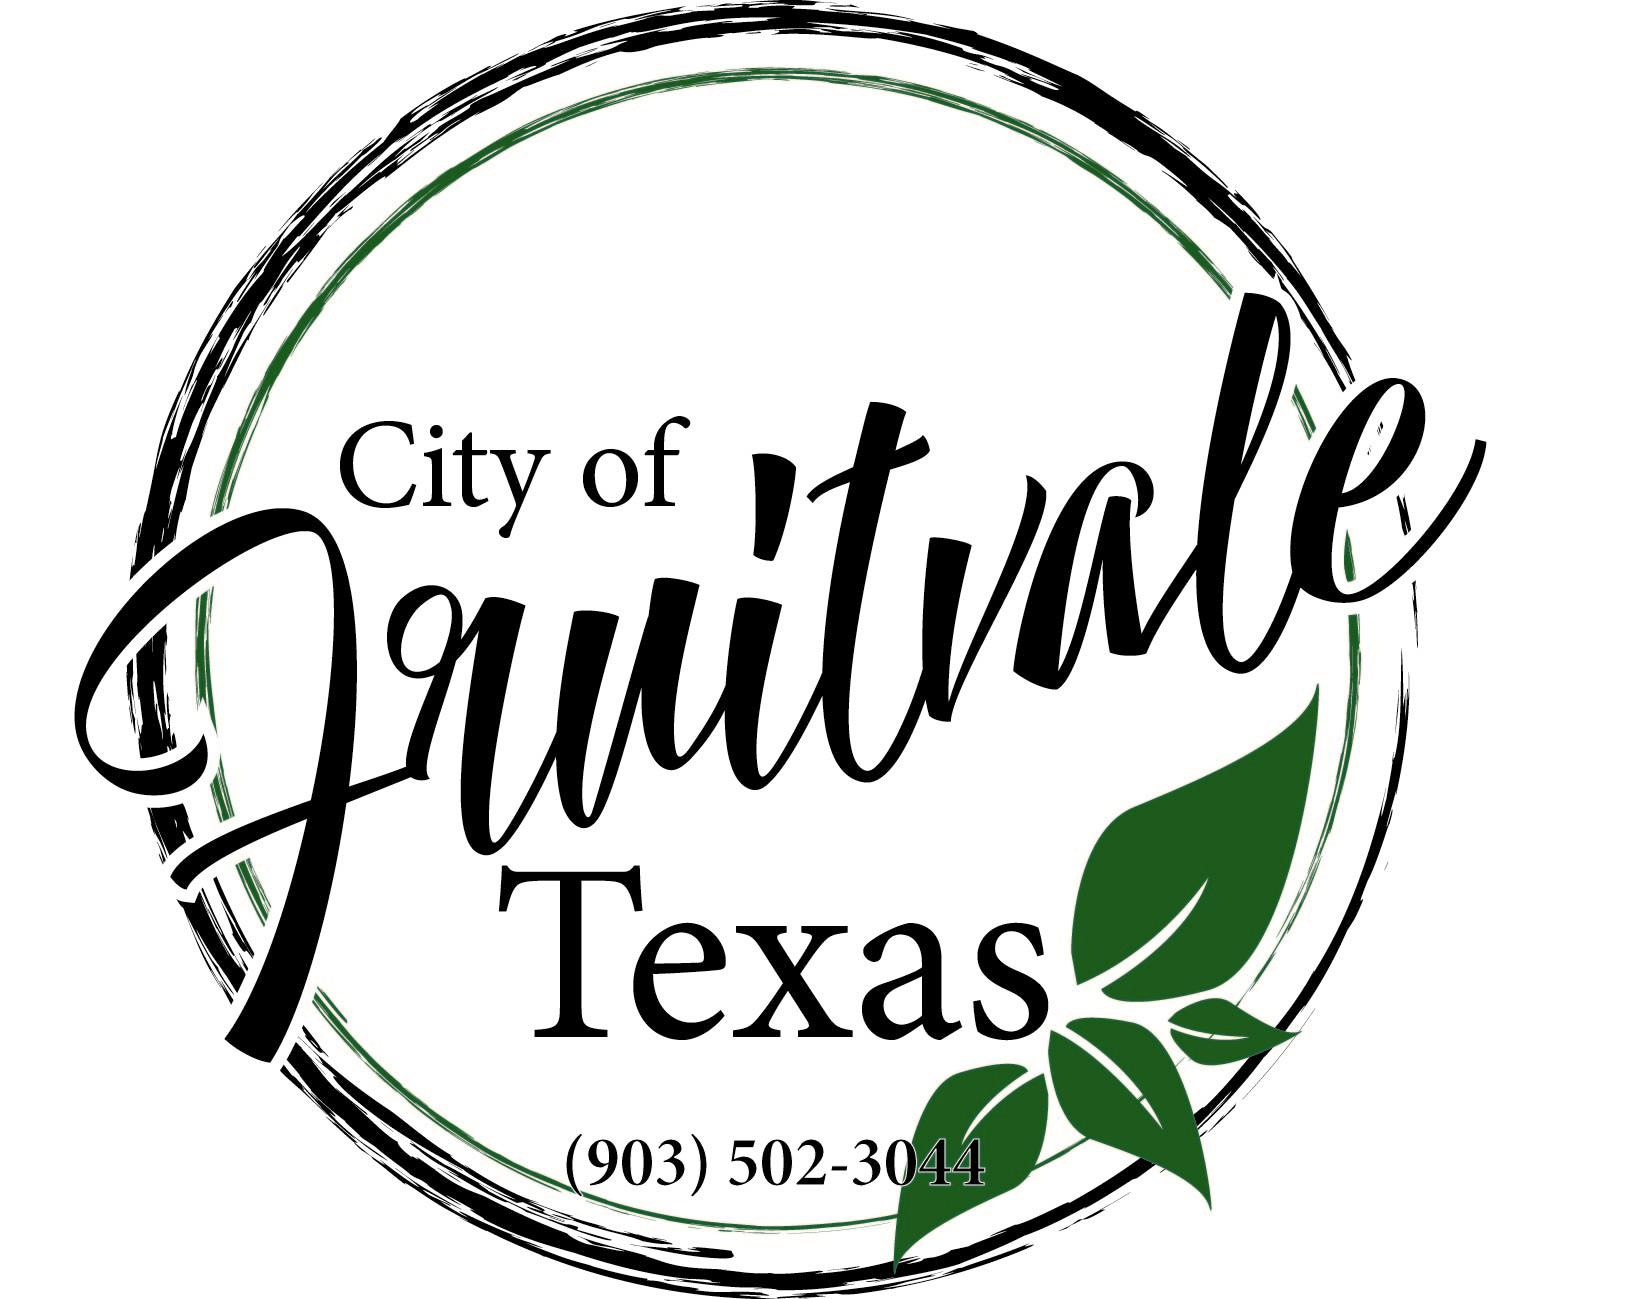 City of
Fruitvale
Texas
(903) 502-3044